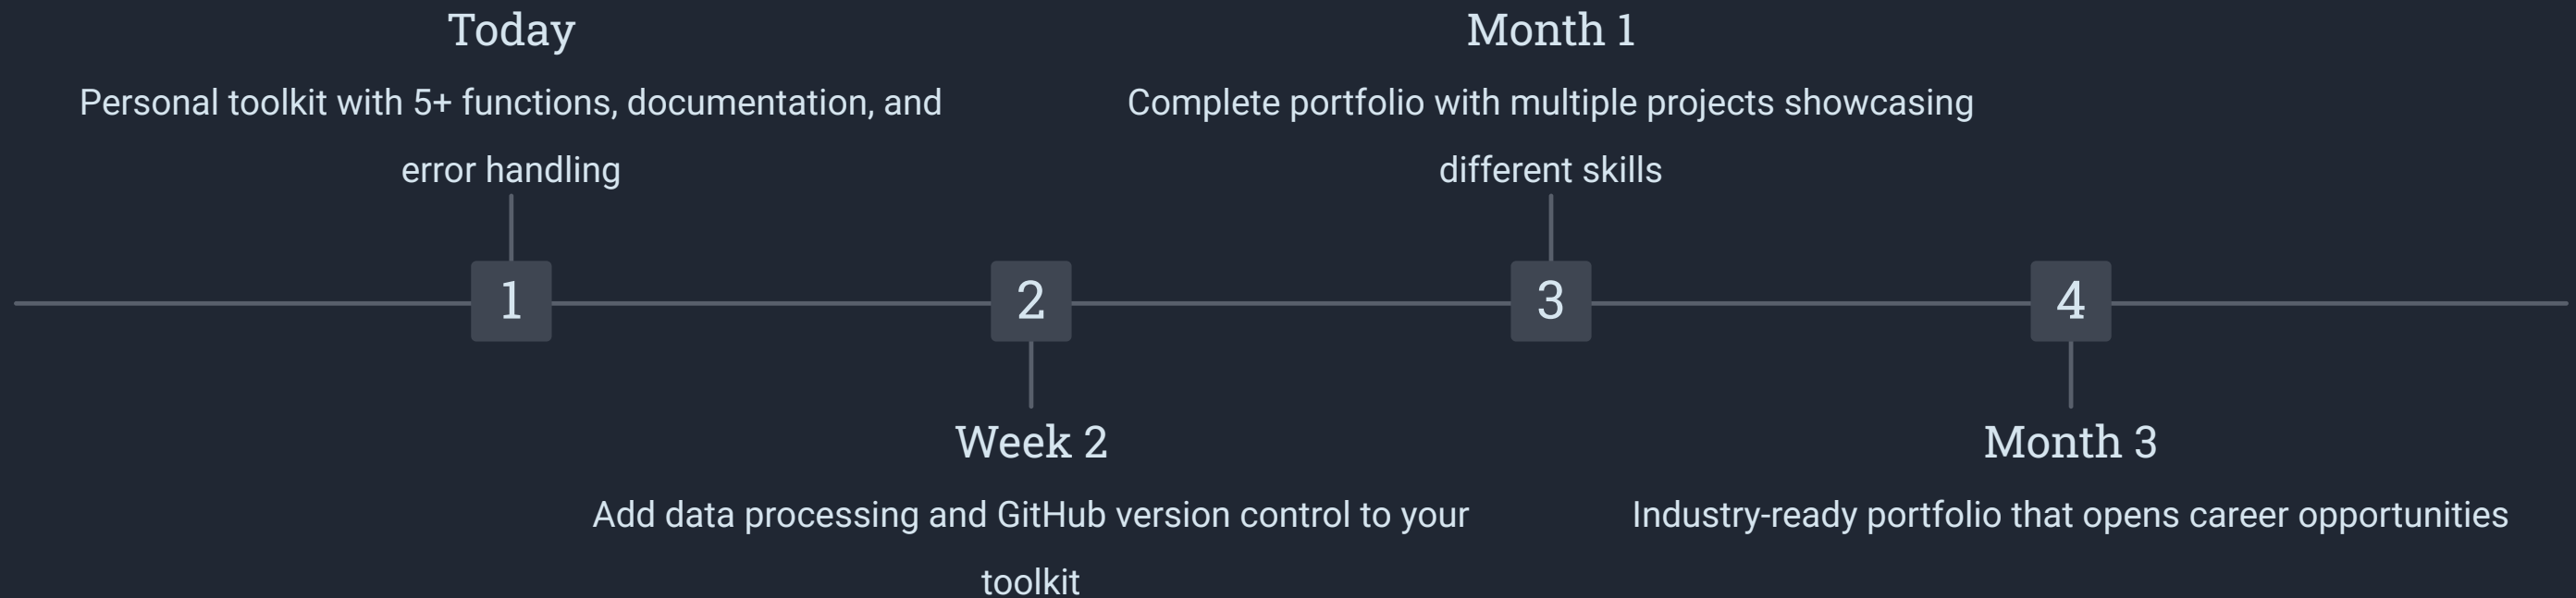 Today
Personal toolkit with 5+ functions, documentation, and
error handling
Month 1
Complete portfolio with multiple projects showcasing
different skills
1
2
3
4
Week 2
Add data processing and GitHub version control to your
toolkit
Month 3
Industry-ready portfolio that opens career opportunities